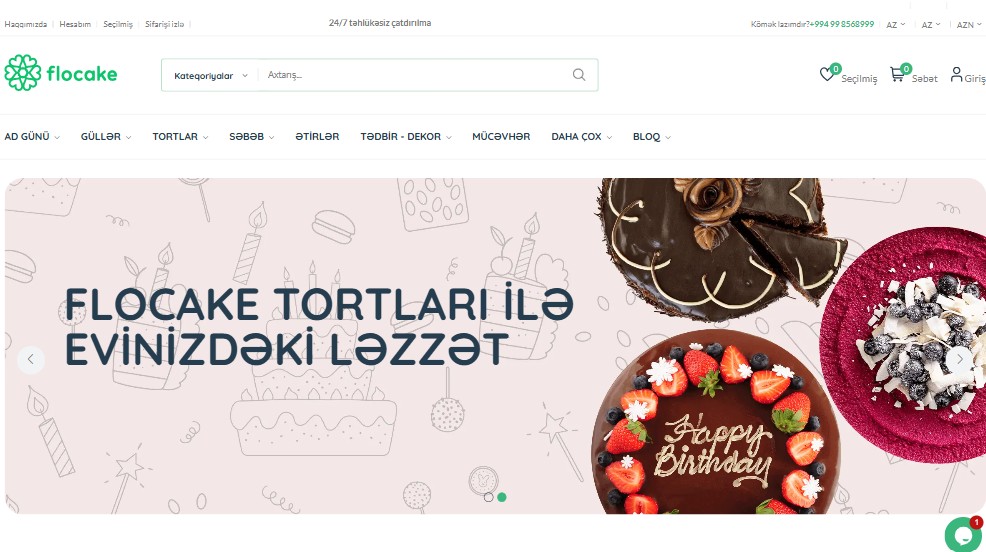 Haqqımızda Hesabım Seçilmiş Sifarişi izlə
24/7 təhlükəsiz çatdırılma
Kömək lazımdır?+994 99 8568999 AZ AZ AZN
flocake
Kateqoriyalar Axtarış...
0 Seçilmiş 0 Səbət Giriş
AD GÜNÜ GÜLLƏR TORTLAR SƏBƏB ƏTİRLƏR TƏDBİR - DEKOR MÜCƏVHƏR DAHA ÇOX BLOQ
FLOCAKE TORTLARI İLƏ
EVİNİZDƏKİ LƏZZƏT
Happy
Birthday
1